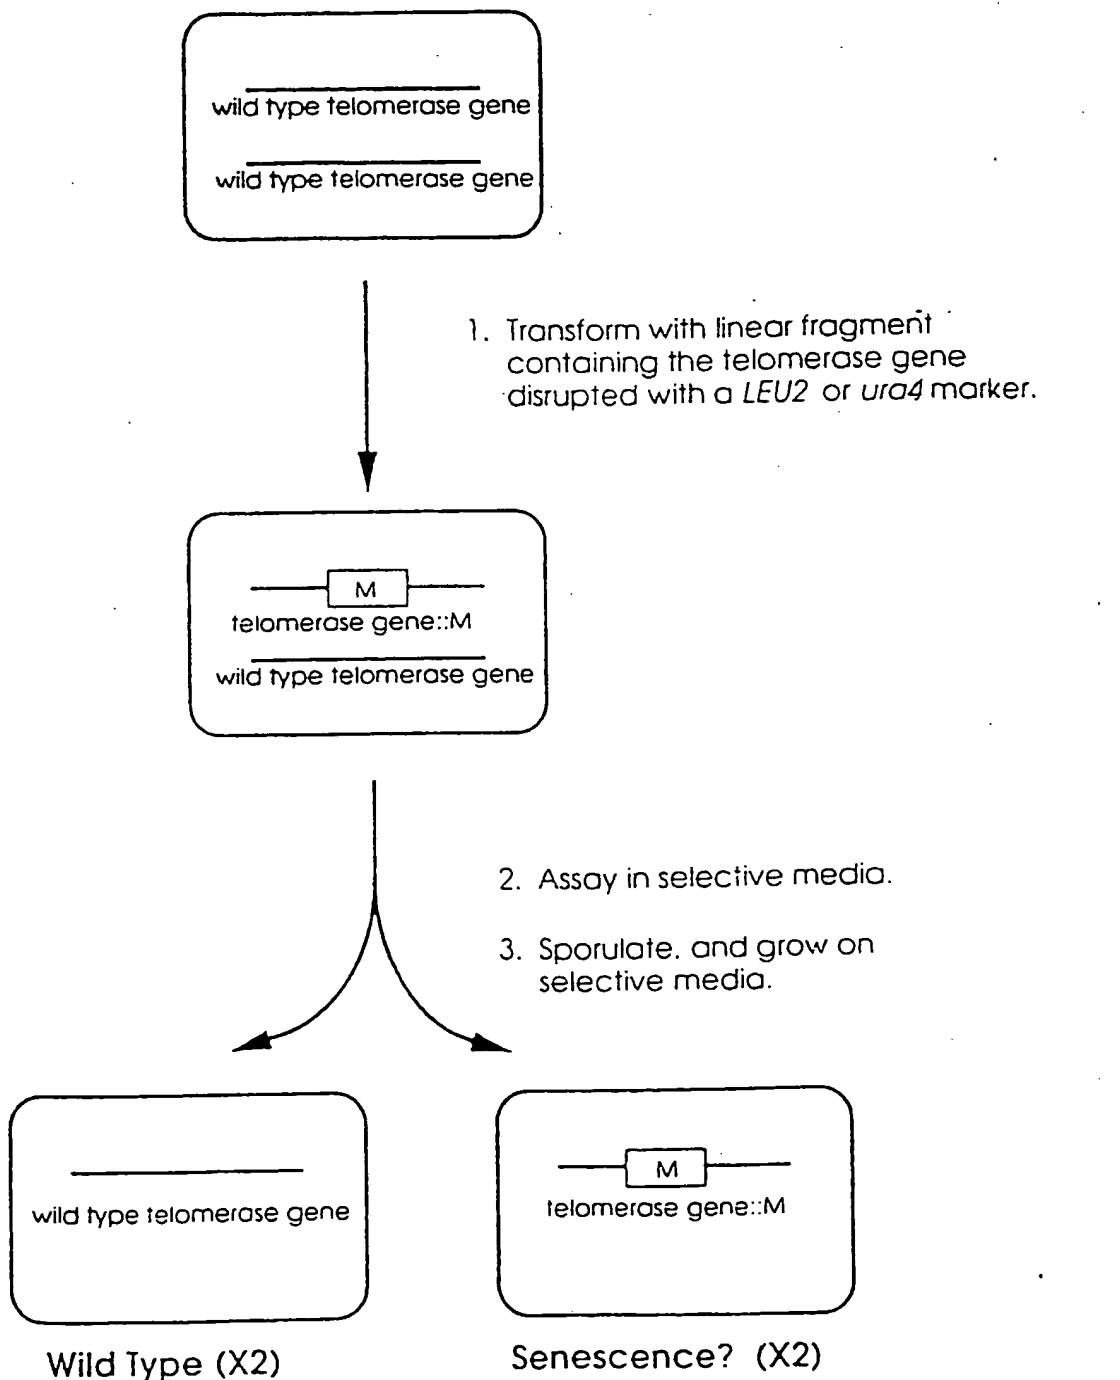 wild type telomerase gene
wild type telomerase gene
1. Transform with linear fragment
containing the telomerase gene
disrupted with a LEU2 or ura4 marker.
M
telomerase gene::M
wild type telomerase gene
2. Assay in selective media.
3. Sporulate, and grow on
selective media.
wild type telomerase gene
M
telomerase gene::M
Wild Type (X2)
Senescence? (X2)